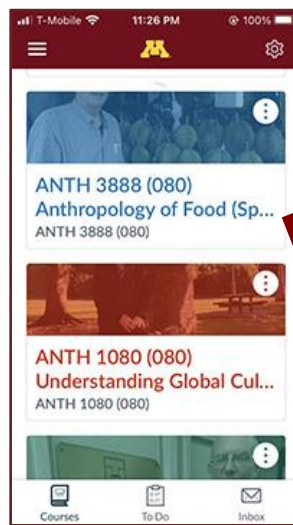 T-Mobile 11:26 PM 100%
M
ANTH 3888 (080)
Anthropology of Food (Sp...
ANTH 3888 (080)
ANTH 1080 (080)
Understanding Global Cul...
ANTH 1080 (080)
Courses To Do Inbox